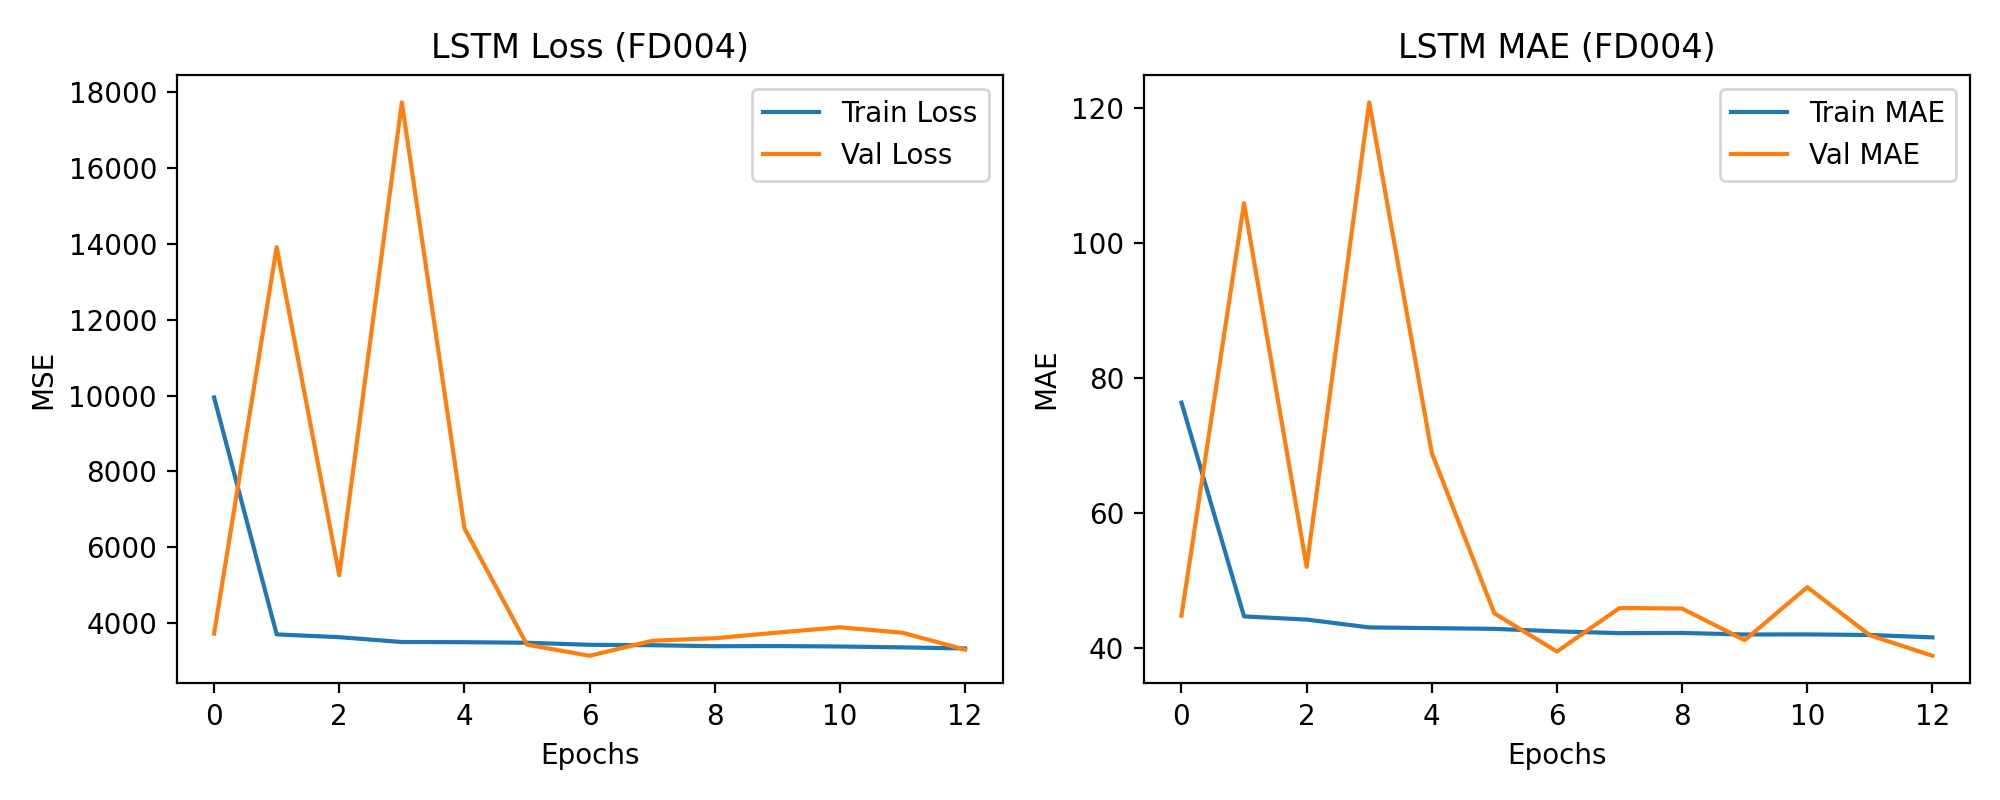 LSTM Loss (FD004)
18000
16000
14000
12000
10000
8000
6000
4000
MSE
0 2 4 6 8 10 12
Epochs
Train Loss
Val Loss
LSTM MAE (FD004)
120
100
80
60
40
MAE
0 2 4 6 8 10 12
Epochs
Train MAE
Val MAE